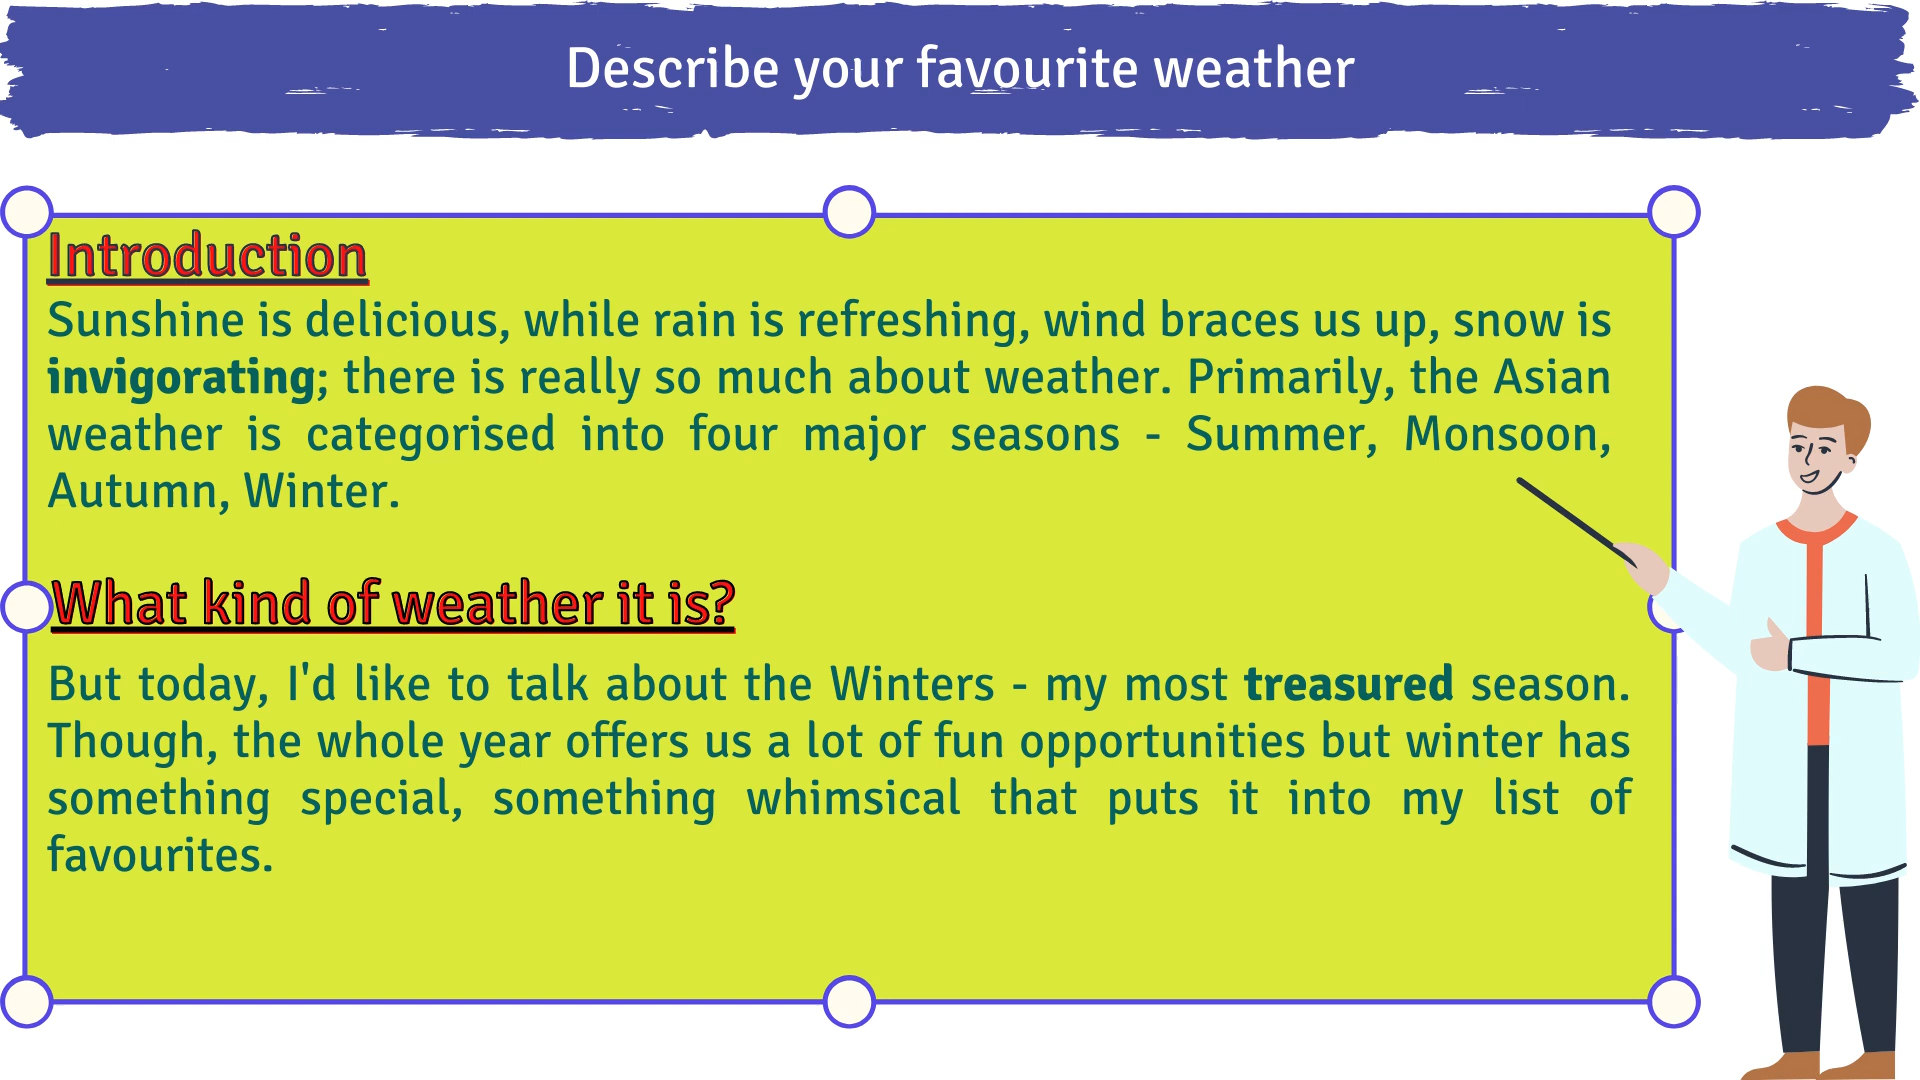 Describe your favourite weather
Introduction
Sunshine is delicious, while rain is refreshing, wind braces us up, snow is
invigorating; there is really so much about weather. Primarily, the Asian
weather is categorised into four major seasons - Summer, Monsoon,
Autumn, Winter.
What kind of weather it is?
But today, I'd like to talk about the Winters - my most treasured season.
Though, the whole year offers us a lot of fun opportunities but winter has
something special, something whimsical that puts it into my list of
favourites.